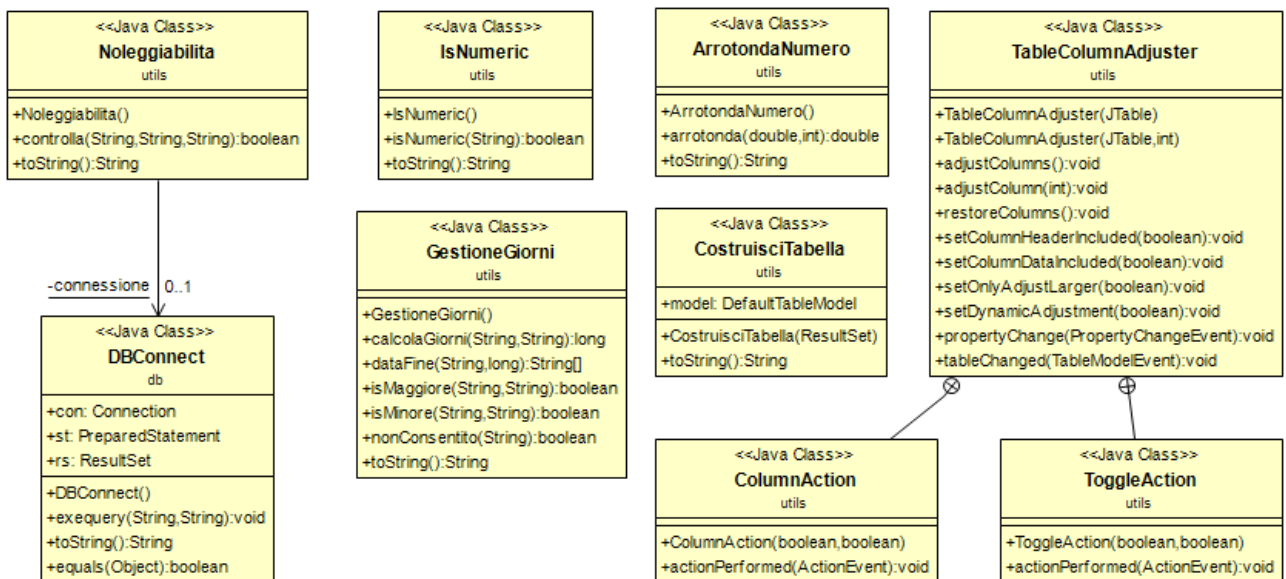 <<Java Class>>
Noleggiabilita
utils
+Noleggiabilita()
+controlla(String,String,String):boolean
+toString():String
<<Java Class>>
IsNumeric
utils
+IsNumeric()
+isNumeric(String):boolean
+toString():String
<<Java Class>>
ArrotondaNumero
utils
+ArrotondaNumero()
+arrotonda(double,int):double
+toString():String
<<Java Class>>
TableColumnAdjuster
utils
+TableColumnAdjuster(JTable)
+TableColumnAdjuster(JTable,int)
+adjustColumns():void
+adjustColumn(int):void
+restoreColumns():void
+setColumnHeaderIncluded(boolean):void
+setColumnDataIncluded(boolean):void
+setOnlyAdjustLarger(boolean):void
+setDynamicAdjustment(boolean):void
+propertyChange(PropertyChangeEvent):void
+tableChanged(TableModelEvent):void
<<Java Class>>
GestioneGiorni
utils
+GestioneGiorni()
+calcolaGiorni(String,String):long
+dataFine(String,long):String[]
+isMaggiore(String,String):boolean
+isMinore(String,String):boolean
+nonConsentito(String):boolean
+toString():String
<<Java Class>>
CostruisciTabella
utils
+model: DefaultTableModel
+CostruisciTabella(ResultSet)
+toString():String
-connessione 0..1
<<Java Class>>
DBConnect
db
+con: Connection
+st: PreparedStatement
+rs: ResultSet
+DBConnect()
+exequery(String,String):void
+toString():String
+equals(Object):boolean
<<Java Class>>
ColumnAction
utils
+ColumnAction(boolean,boolean)
+actionPerformed(ActionEvent):void
<<Java Class>>
ToggleAction
utils
+ToggleAction(boolean,boolean)
+actionPerformed(ActionEvent):void